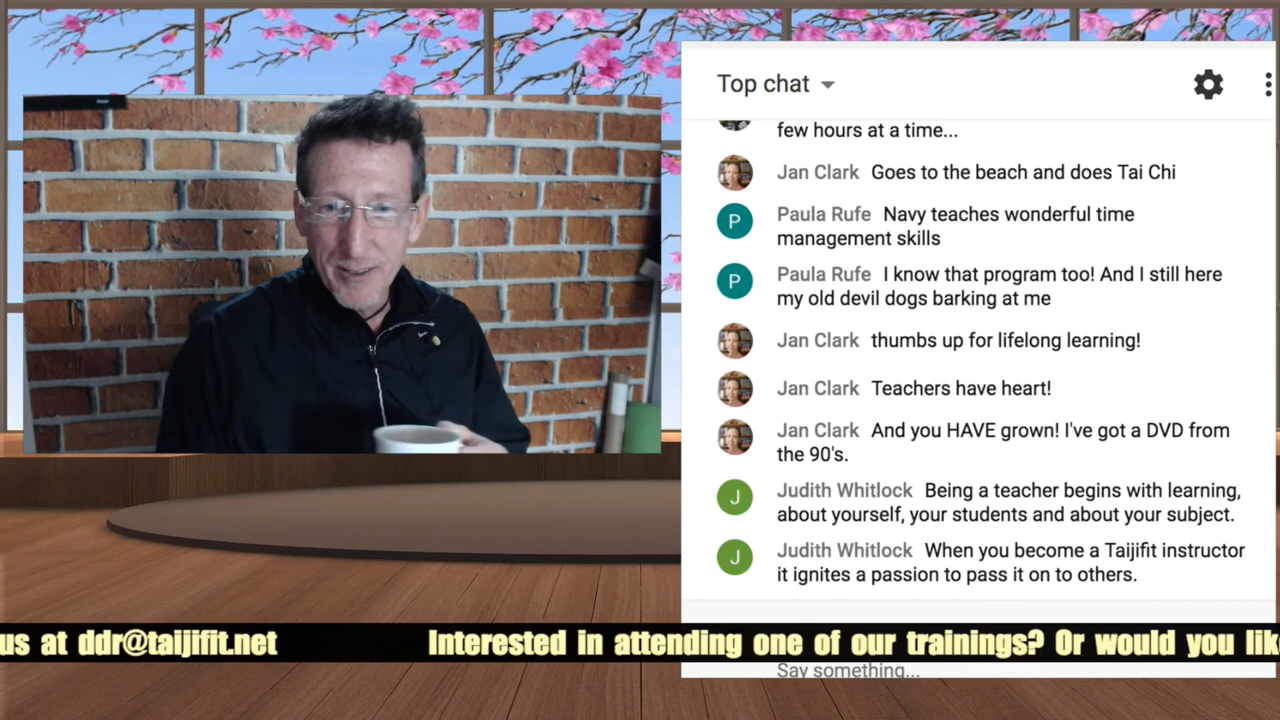 Top chat
few hours at a time...
Jan Clark Goes to the beach and does Tai Chi
Paula Rufe Navy teaches wonderful time
management skills
Paula Rufe I know that program too! And I still here
my old devil dogs barking at me
Jan Clark thumbs up for lifelong learning!
Jan Clark Teachers have heart!
Jan Clark And you HAVE grown! I've got a DVD from
the 90's.
J Judith Whitlock Being a teacher begins with learning,
about yourself, your students and about your subject.
J Judith Whitlock When you become a Taijifit instructor
it ignites a passion to pass it on to others.
us at ddr@taijifit.net Interested in attending one of our trainings? Or would you lik
Say something...